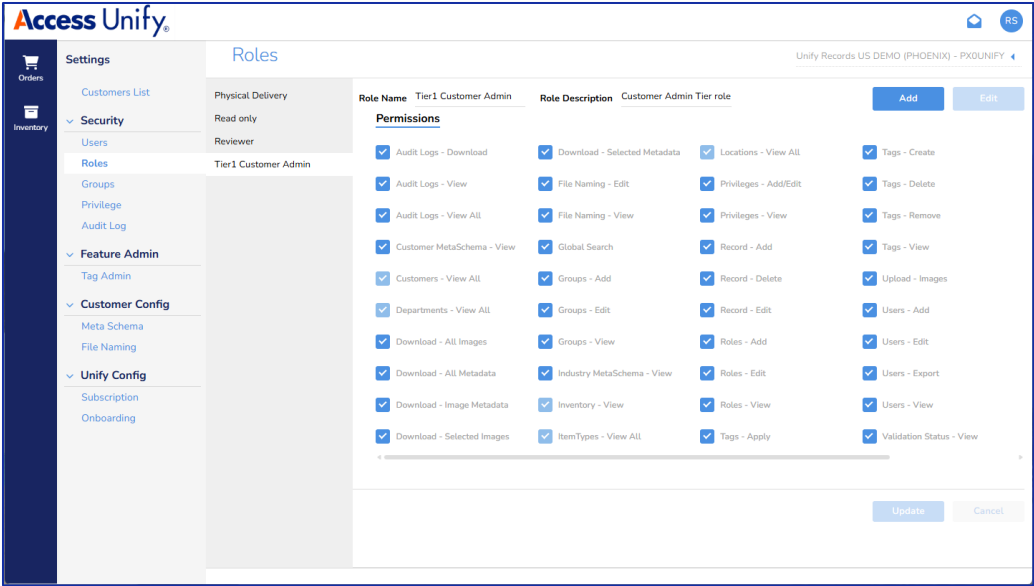 Access Unify®
RS
Orders
Inventory
Settings
Customers List
Security
Users
Roles
Groups
Privilege
Audit Log
Feature Admin
Tag Admin
Customer Config
Meta Schema
File Naming
Unify Config
Subscription
Onboarding
Roles
Unify Records US DEMO (PHOENIX) - PX0UNIFY
Physical Delivery
Read only
Reviewer
Tier1 Customer Admin
Role Name Tier1 Customer Admin Role Description Customer Admin Tier role
Add Edit
Permissions
Audit Logs - Download Download - Selected Metadata Locations - View All Tags - Create
Audit Logs - View File Naming - Edit Privileges - Add/Edit Tags - Delete
Audit Logs - View All File Naming - View Privileges - View Tags - Remove
Customer MetaSchema - View Global Search Record - Add Tags - View
Customers - View All Groups - Add Record - Delete Upload - Images
Departments - View All Groups - Edit Record - Edit Users - Add
Download - All Images Groups - View Roles - Add Users - Edit
Download - All Metadata Industry MetaSchema - View Roles - Edit Users - Export
Download - Image Metadata Inventory - View Roles - View Users - View
Download - Selected Images ItemTypes - View All Tags - Apply Validation Status - View
Update Cancel